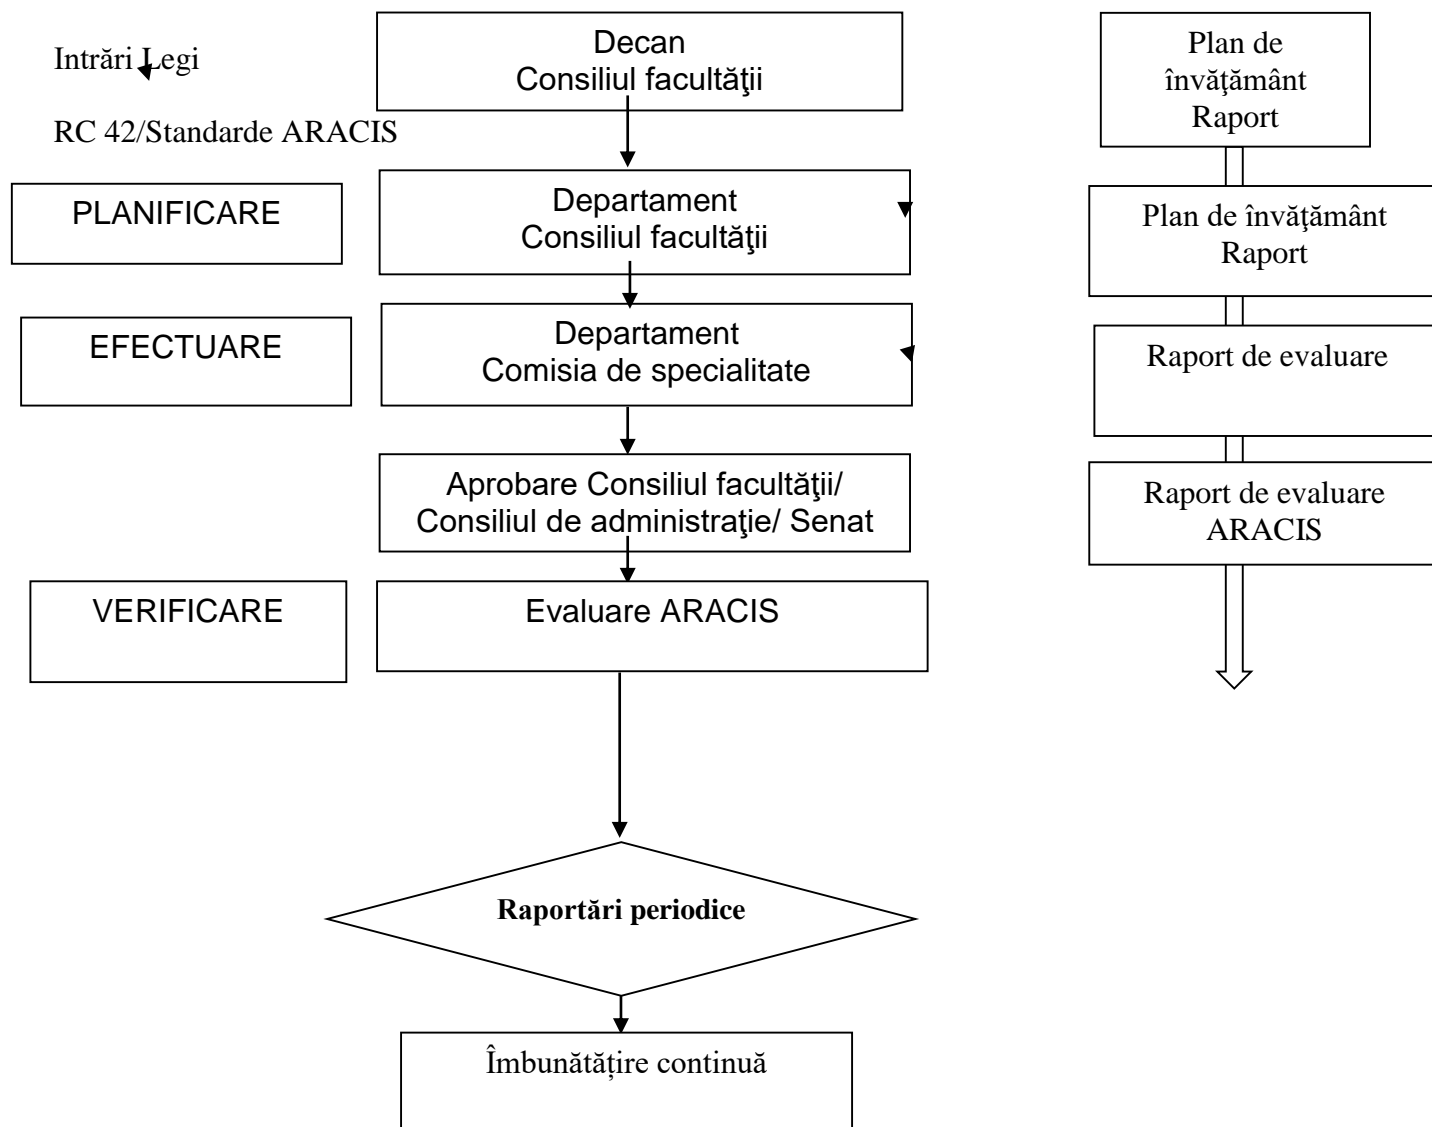 Intrări Legi
RC 42/Standarde ARACIS
Decan
Consiliul facultăţii
Plan de
învăţământ
Raport
PLANIFICARE
Departament
Consiliul facultăţii
Plan de învăţământ
Raport
EFECTUARE
Departament
Comisia de specialitate
Raport de evaluare
Aprobare Consiliul facultăţii/
Consiliul de administraţie/ Senat
Raport de evaluare
ARACIS
VERIFICARE
Evaluare ARACIS
Raportări periodice
Îmbunătățire continuă